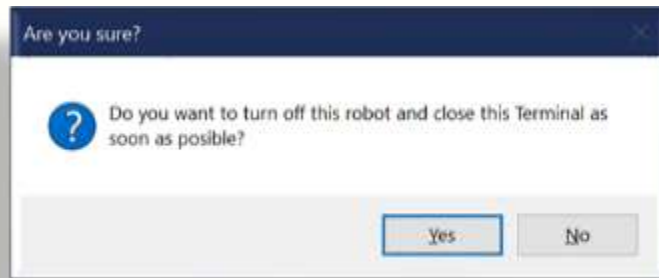 Are you sure?
Do you want to turn off this robot and close this Terminal as
soon as posible?
Yes
No